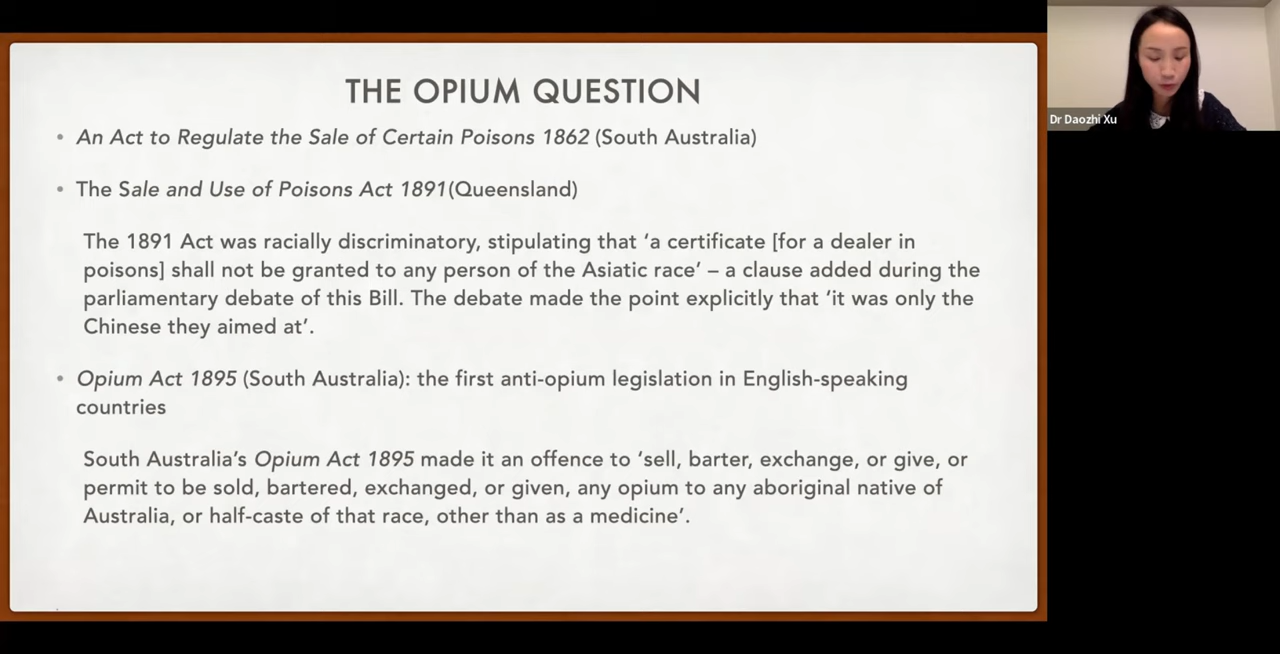 THE OPIUM QUESTION
• An Act to Regulate the Sale of Certain Poisons 1862 (South Australia)
• The Sale and Use of Poisons Act 1891(Queensland)
The 1891 Act was racially discriminatory, stipulating that ‘a certificate [for a dealer in
poisons] shall not be granted to any person of the Asiatic race’ – a clause added during the
parliamentary debate of this Bill. The debate made the point explicitly that ‘it was only the
Chinese they aimed at’.
• Opium Act 1895 (South Australia): the first anti-opium legislation in English-speaking
countries
South Australia’s Opium Act 1895 made it an offence to ‘sell, barter, exchange, or give, or
permit to be sold, bartered, exchanged, or given, any opium to any aboriginal native of
Australia, or half-caste of that race, other than as a medicine’.
Dr Daozhi Xu